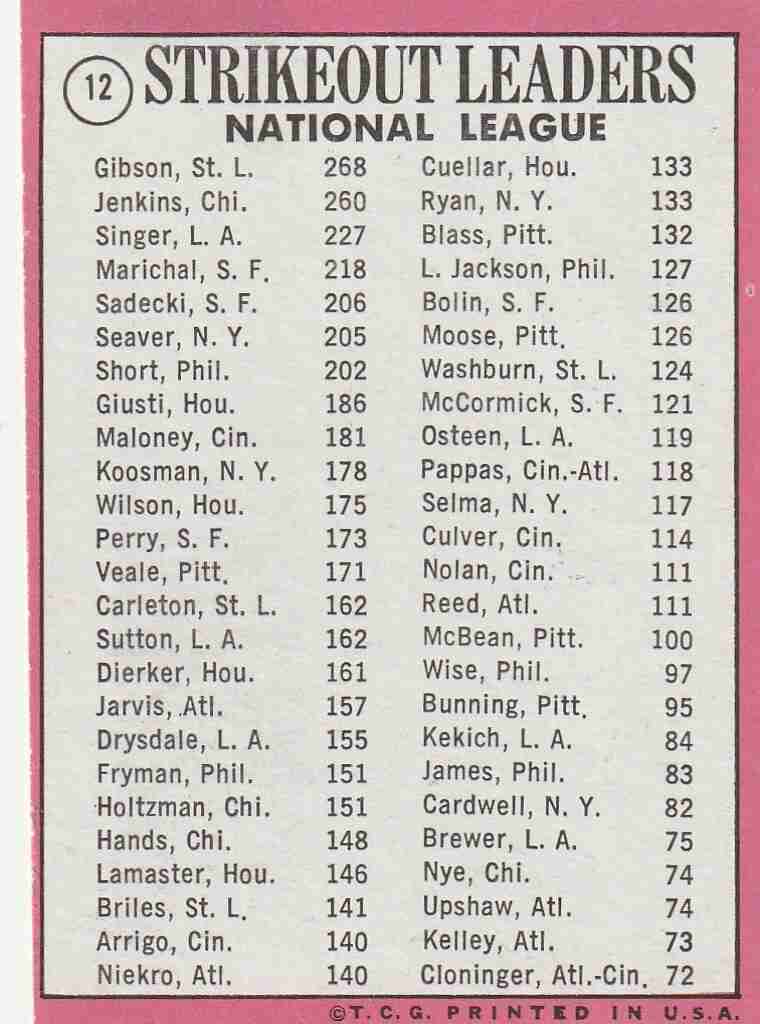 12 STRIKEOUT LEADERS
NATIONAL LEAGUE
Gibson, St. L. 268
Jenkins, Chi. 260
Singer, L. A. 227
Marichal, S. F. 218
Sadecki, S. F. 206
Seaver, N. Y. 205
Short, Phil. 202
Giusti, Hou. 186
Maloney, Cin. 181
Koosman, N. Y. 178
Wilson, Hou. 175
Perry, S. F. 173
Veale, Pitt. 171
Carleton, St. L. 162
Sutton, L. A. 162
Dierker, Hou. 161
Jarvis, Atl. 157
Drysdale, L. A. 155
Fryman, Phil. 151
Holtzman, Chi. 151
Hands, Chi. 148
Lamaster, Hou. 146
Briles, St. L. 141
Arrigo, Cin. 140
Niekro, Atl. 140
Cuellar, Hou. 133
Ryan, N. Y. 133
Blass, Pitt. 132
L. Jackson, Phil. 127
Bolin, S. F. 126
Moose, Pitt. 126
Washburn, St. L. 124
McCormick, S. F. 121
Osteen, L. A. 119
Pappas, Cin.-Atl. 118
Selma, N. Y. 117
Culver, Cin. 114
Nolan, Cin. 111
Reed, Atl. 111
McBean, Pitt. 100
Wise, Phil. 97
Bunning, Pitt. 95
Kekich, L. A. 84
James, Phil. 83
Cardwell, N. Y. 82
Brewer, L. A. 75
Nye, Chi. 74
Upshaw, Atl. 74
Kelley, Atl. 73
Cloninger, Atl.-Cin. 72
©T. C. G. PRINTED IN U.S.A.